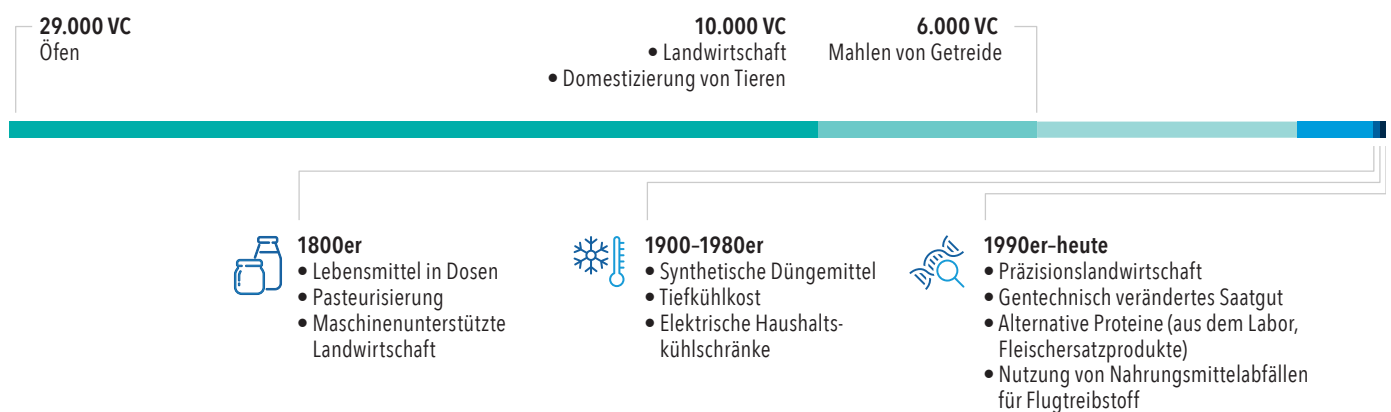 29.000 VC
Öfen
10.000 VC
• Landwirtschaft
• Domestizierung von Tieren
6.000 VC
Mahlen von Getreide
1800er
• Lebensmittel in Dosen
• Pasteurisierung
• Maschinenunterstützte
Landwirtschaft
1900–1980er
• Synthetische Düngemittel
• Tiefkühlkost
• Elektrische Haushalts-
kühlschränke
1990er–heute
• Präzisionslandwirtschaft
• Gentechnisch verändertes Saatgut
• Alternative Proteine (aus dem Labor,
Fleischersatzprodukte)
• Nutzung von Nahrungsmittelabfällen
für Flugtreibstoff